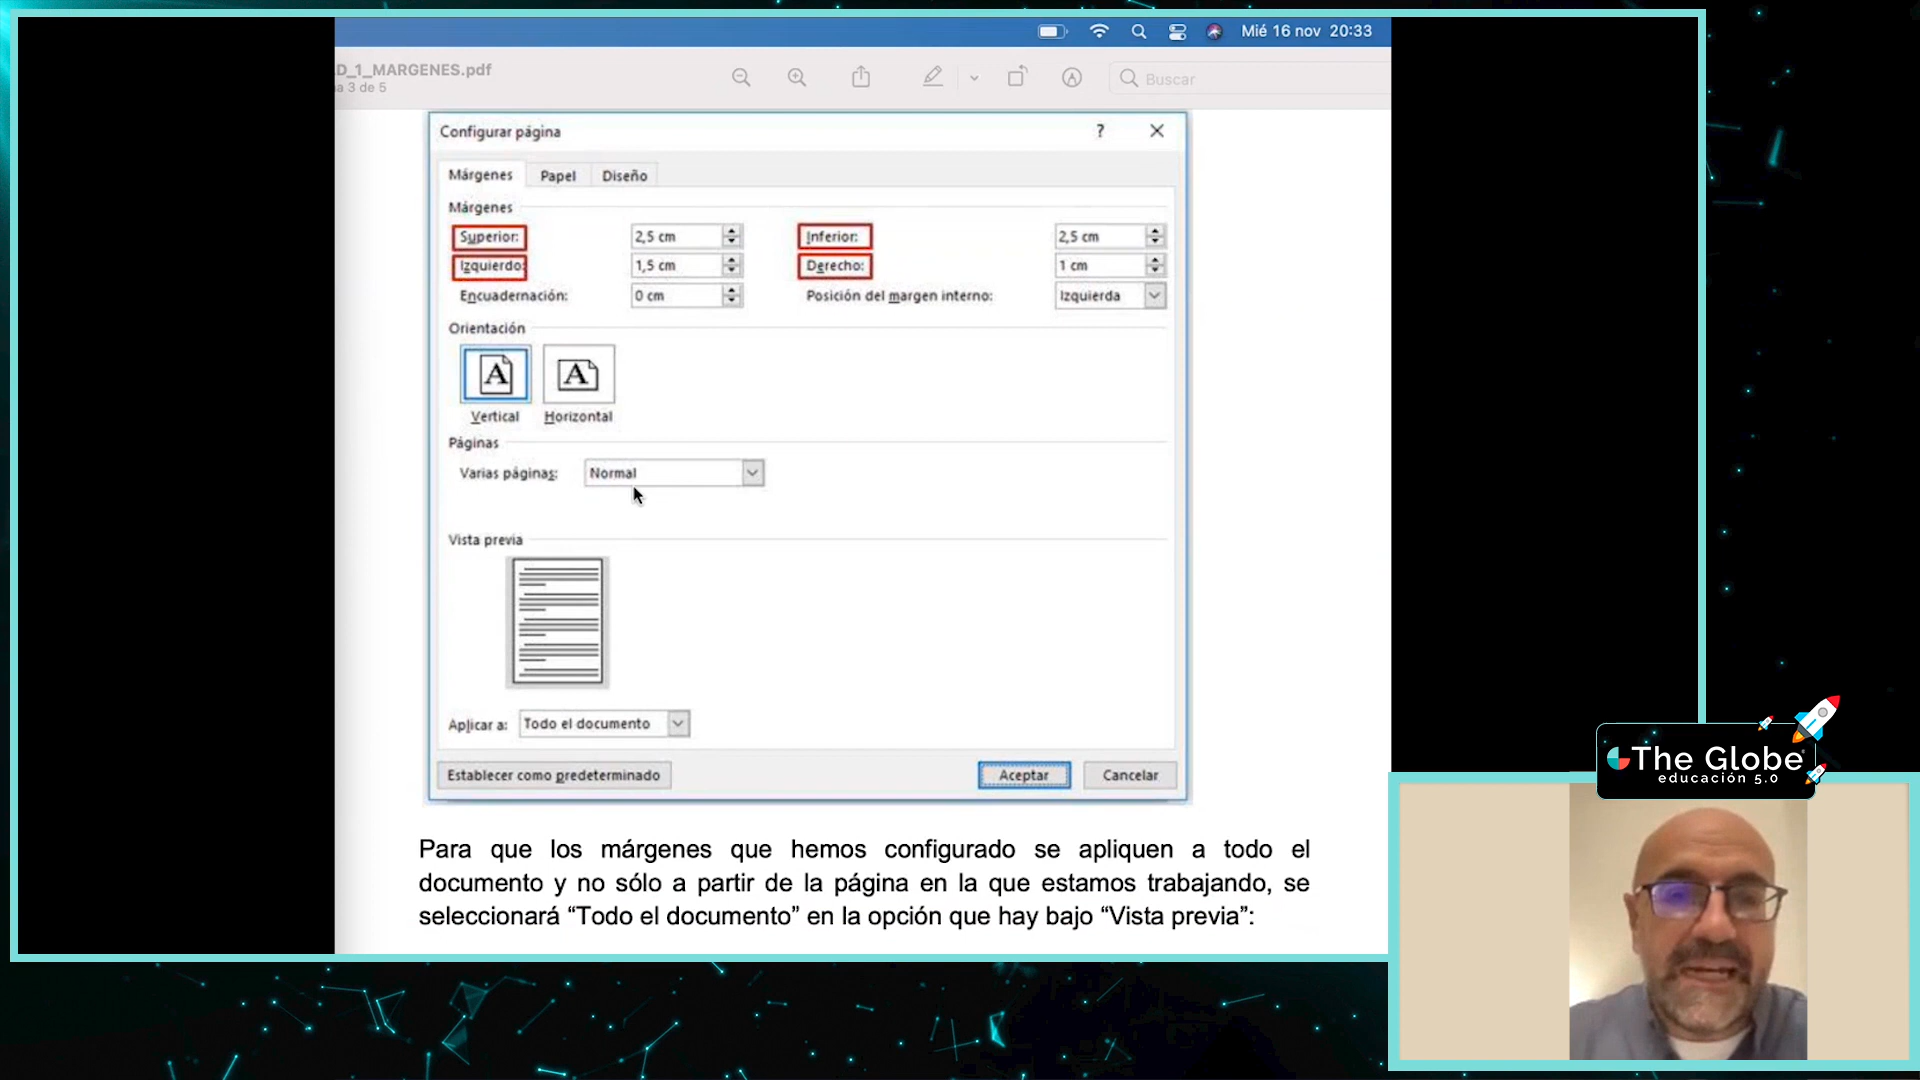 Mié 16 nov 20:33
D_1_MARGENES.pdf
a 3 de 5
Buscar
Configurar página
?
Márgenes Papel Diseño
Márgenes
Superior: 2,5 cm Inferior: 2,5 cm
Izquierdo: 1,5 cm Derecho: 1 cm
Encuadernación: 0 cm Posición del margen interno: Izquierda
Orientación
A A
Vertical Horizontal
Páginas
Varias páginas: Normal
Vista previa
Aplicar a: Todo el documento
Establecer como predeterminado Aceptar Cancelar
Para que los márgenes que hemos configurado se apliquen a todo el
documento y no sólo a partir de la página en la que estamos trabajando, se
seleccionará “Todo el documento” en la opción que hay bajo “Vista previa”:
The Globe
educación 5.0